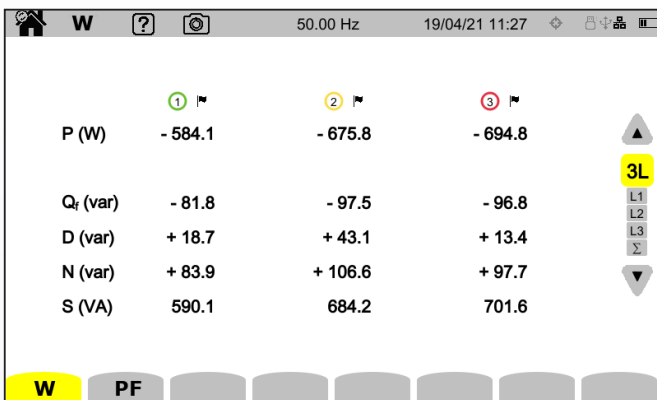 W ? 50.00 Hz 19/04/21 11:27
1 2 3
P (W) - 584.1 - 675.8 - 694.8
3L
Qf (var) - 81.8 - 97.5 - 96.8
L1
L2
D (var) + 18.7 + 43.1 + 13.4
L3
Σ
N (var) + 83.9 + 106.6 + 97.7
S (VA) 590.1 684.2 701.6
W PF